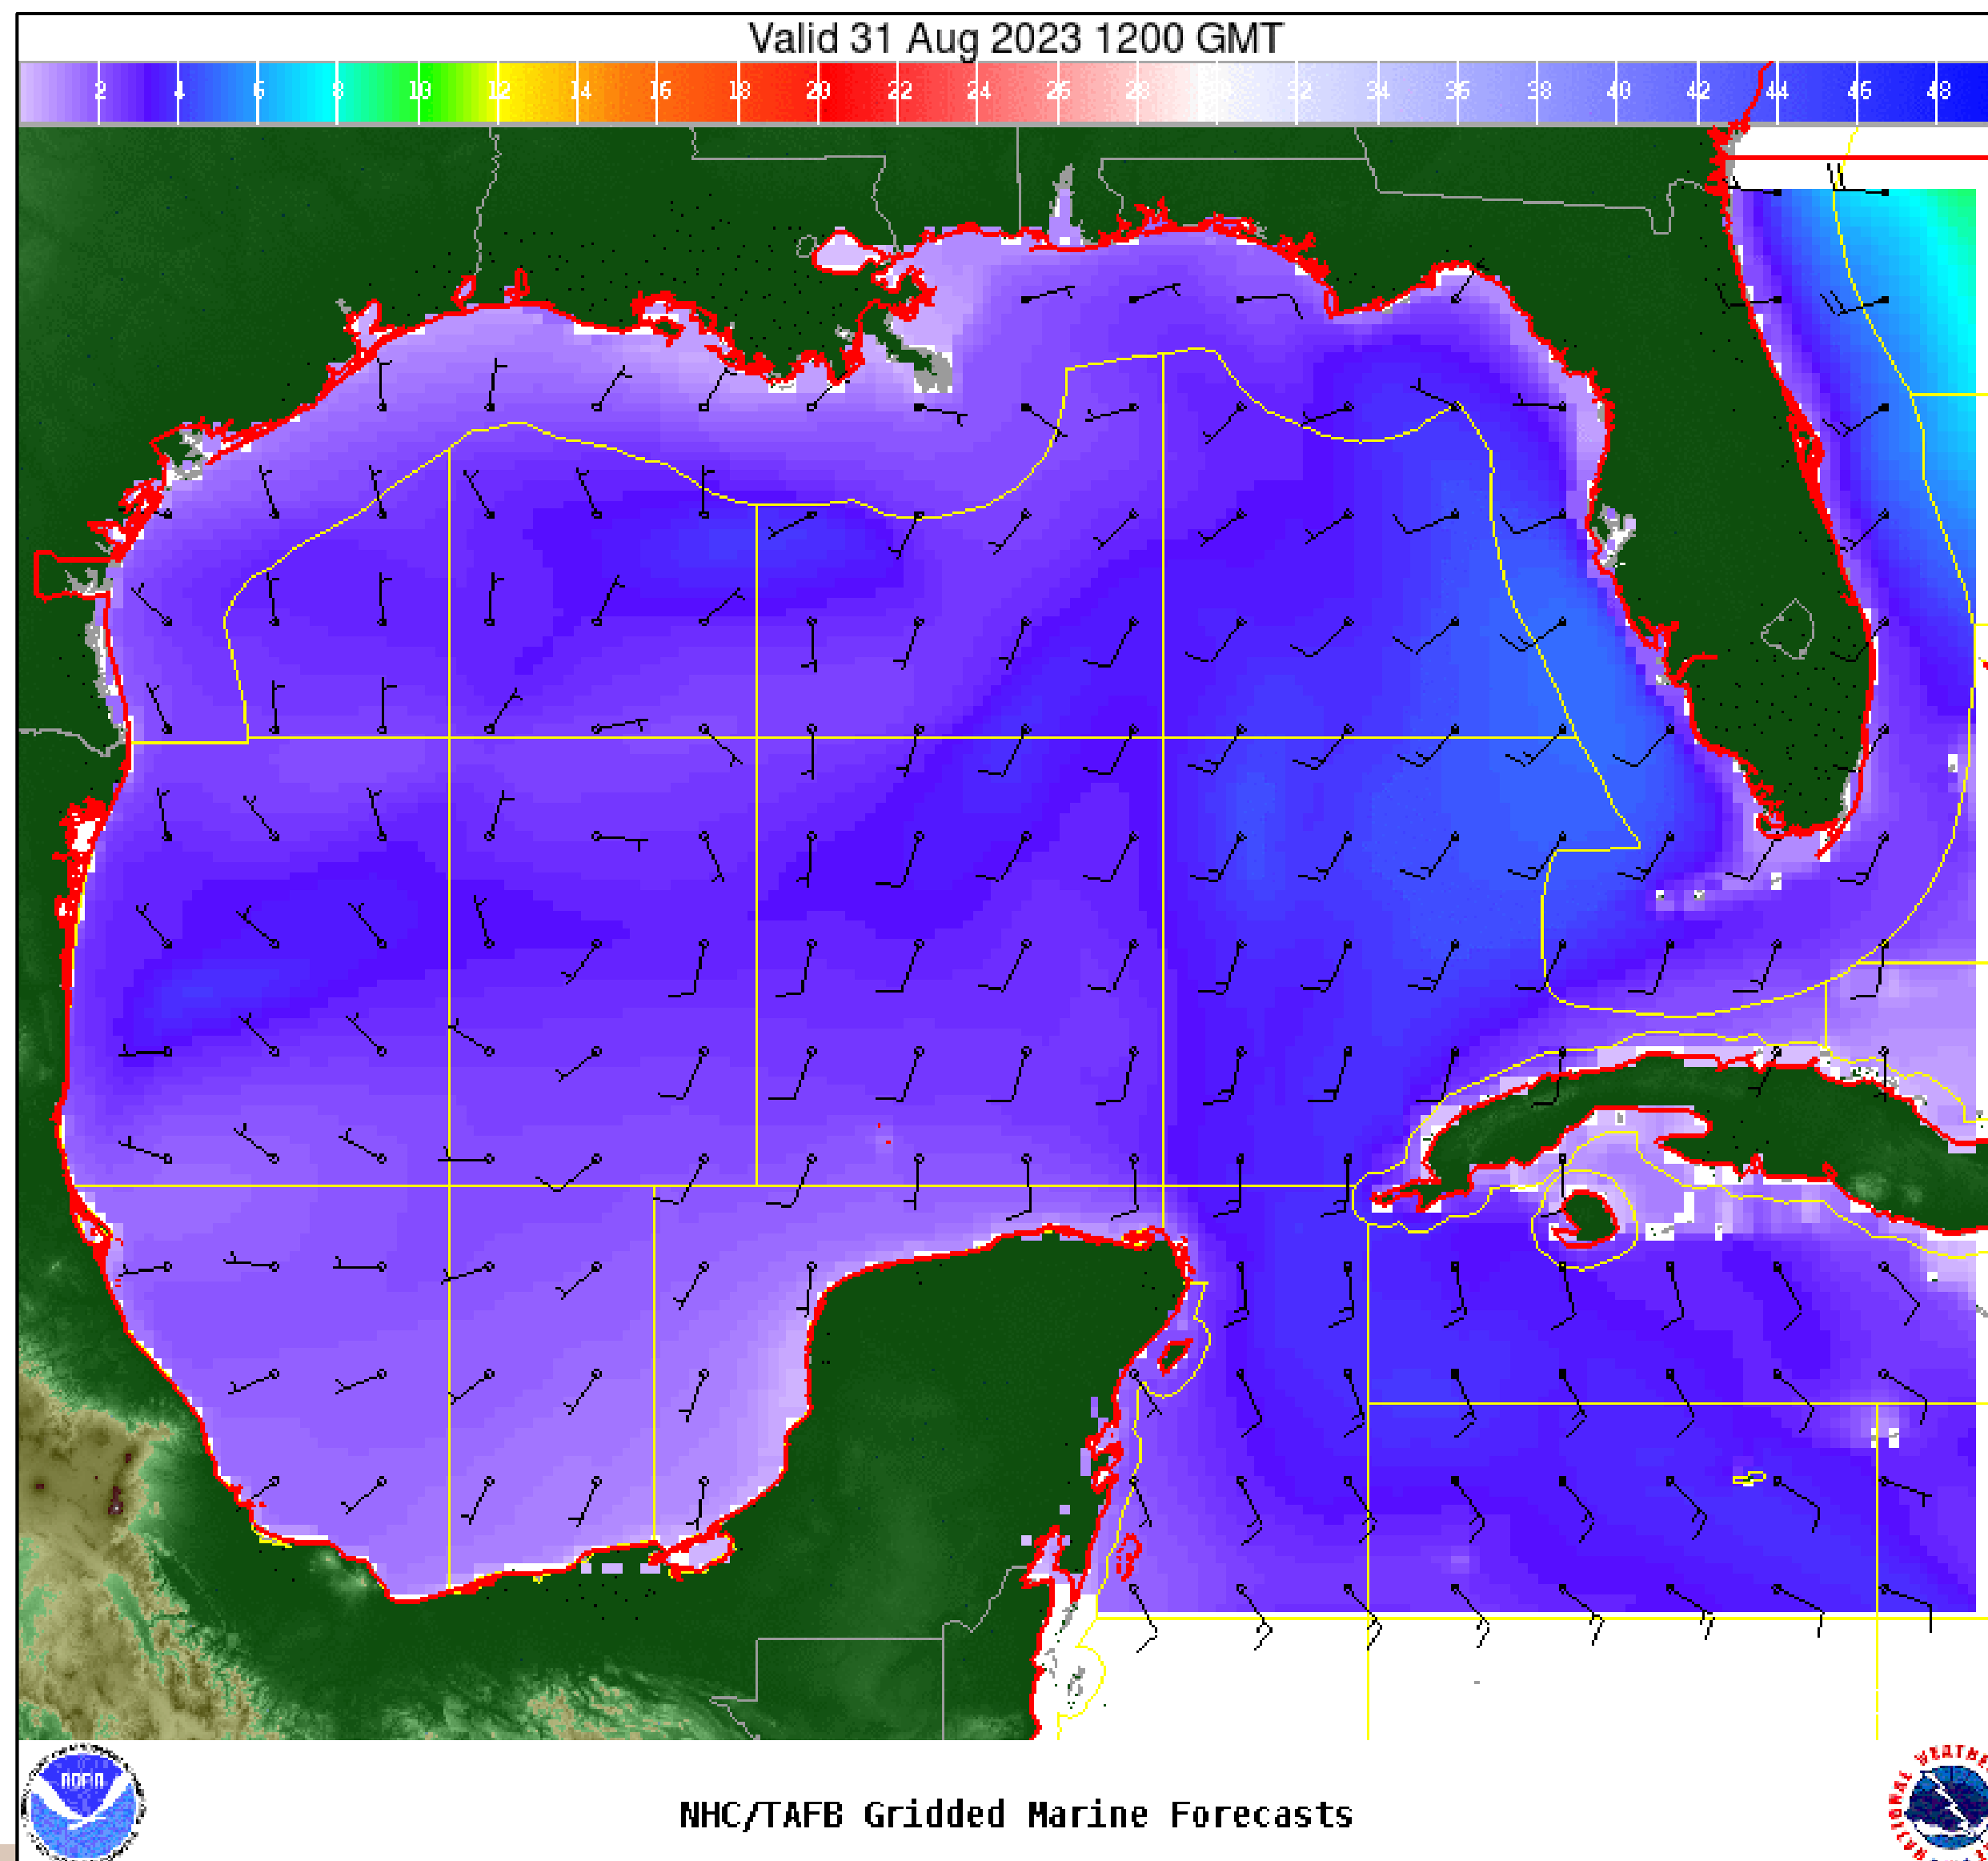 Valid 31 Aug 2023 1200 GMT
2 4 6 8 10 12 14 16 18 20 22 24 26 28 30 32 34 36 38 40 42 44 46 48
NOAA
NHC/TAFB Gridded Marine Forecasts